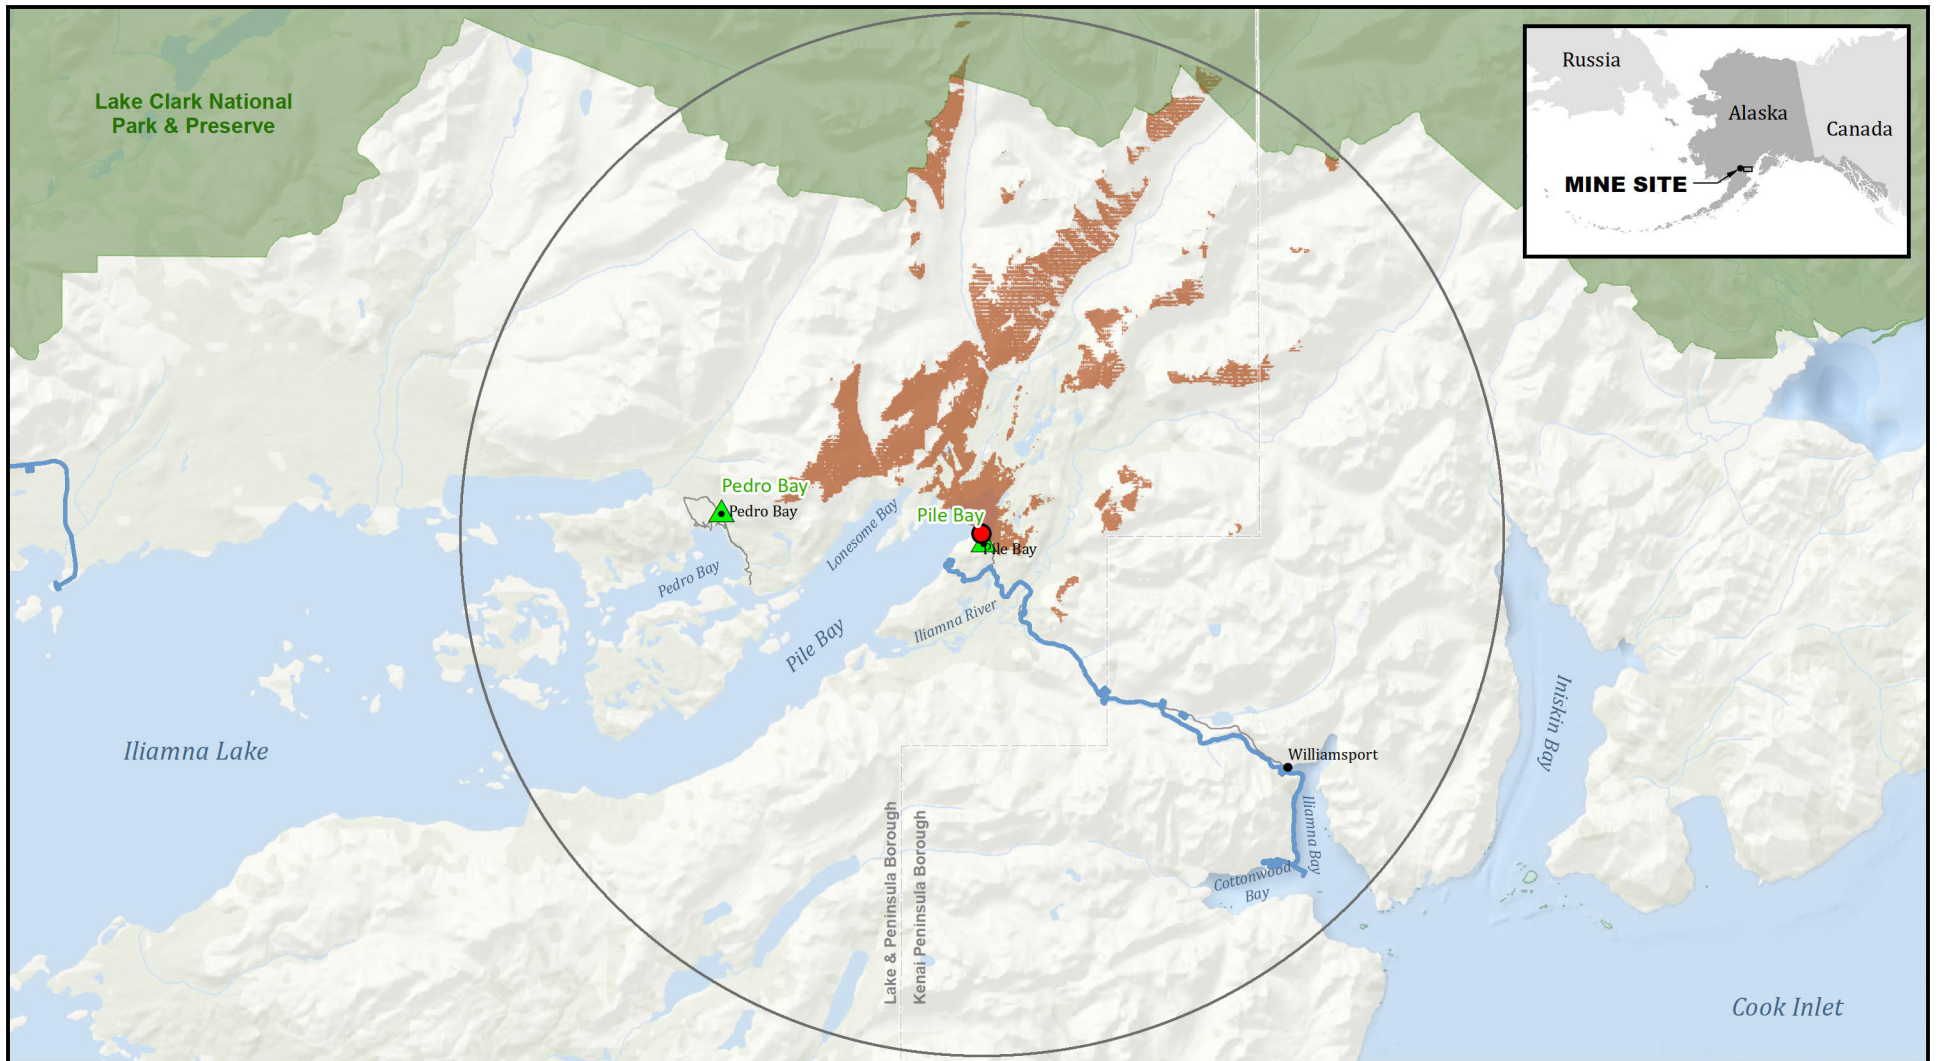 Lake Clark National
Park & Preserve
Russia
Alaska
Canada
MINE SITE
Pedro Bay
Pedro Bay
Lonesome Bay
Pile Bay
Pile Bay
Pedro Bay
Iliamna River
Pile Bay
Iliamna Lake
Iniskin Bay
Williamsport
Iliamna Bay
Cottonwood
Bay
Lake & Peninsula Borough
Kenai Peninsula Borough
Cook Inlet